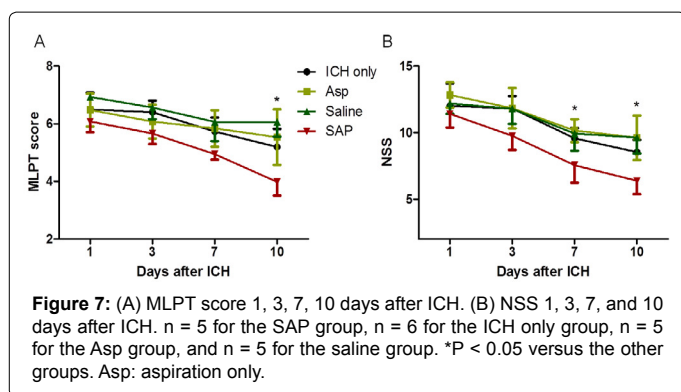 A
B
8
6
4
2
MLPT score
*
1 3 7 10
Days after ICH
ICH only
Asp
Saline
SAP
15
10
5
NSS
* *
1 3 7 10
Days after ICH
Figure 7: (A) MLPT score 1, 3, 7, 10 days after ICH. (B) NSS 1, 3, 7, and 10
days after ICH. n = 5 for the SAP group, n = 6 for the ICH only group, n = 5
for the Asp group, and n = 5 for the saline group. *P < 0.05 versus the other
groups. Asp: aspiration only.